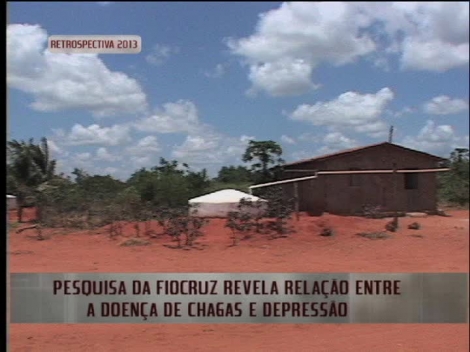 RETROSPECTIVA 2013
PESQUISA DA FIOCRUZ REVELA RELAÇÃO ENTRE
A DOENÇA DE CHAGAS E DEPRESSÃO